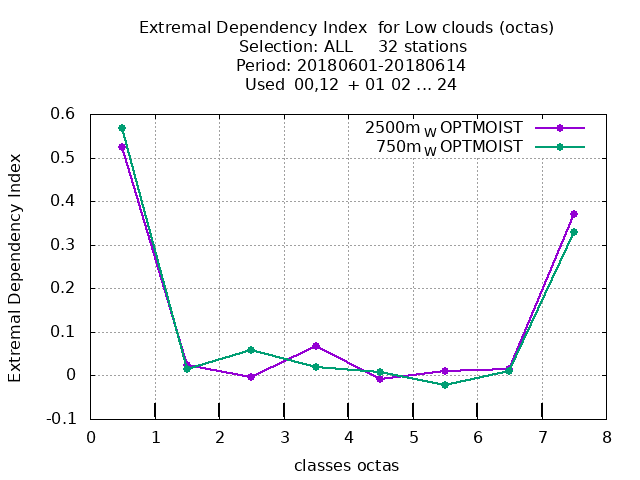 Extremal Dependency Index  for Low clouds (octas)
Selection: ALL     32 stations
Period: 20180601-20180614
Used  00,12  + 01 02 ... 24
2500m W OPTMOIST
750m W OPTMOIST
Extremal Dependency Index
0.6
0.5
0.4
0.3
0.2
0.1
0
-0.1
0 1 2 3 4 5 6 7 8
classes octas